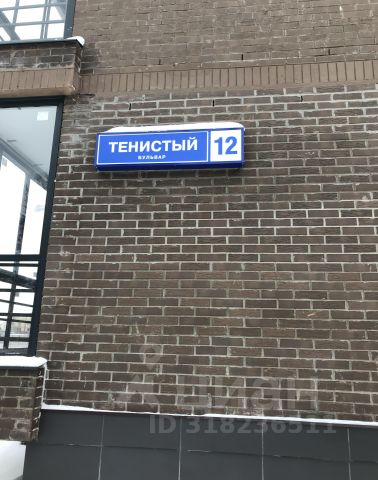 ТЕНИСТЫЙ
БУЛЬВАР
12
циан
ID 318236511